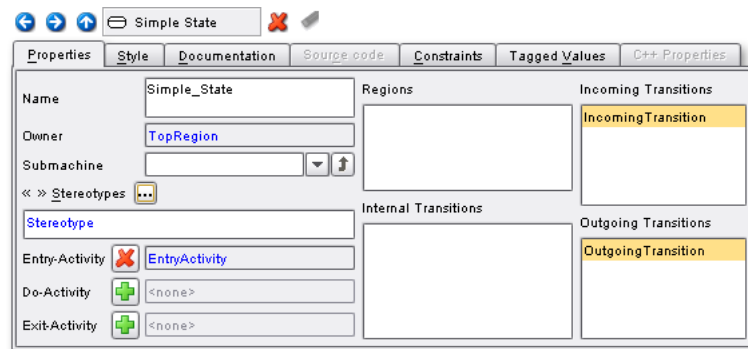 Simple State
Properties Style Documentation Source code Constraints Tagged Values C++ Properties
Name Simple_State
Owner TopRegion
Submachine
« » Stereotypes ...
Stereotype
Entry-Activity EntryActivity
Do-Activity <none>
Exit-Activity <none>
Regions
Internal Transitions
Incoming Transitions
IncomingTransition
Outgoing Transitions
OutgoingTransition